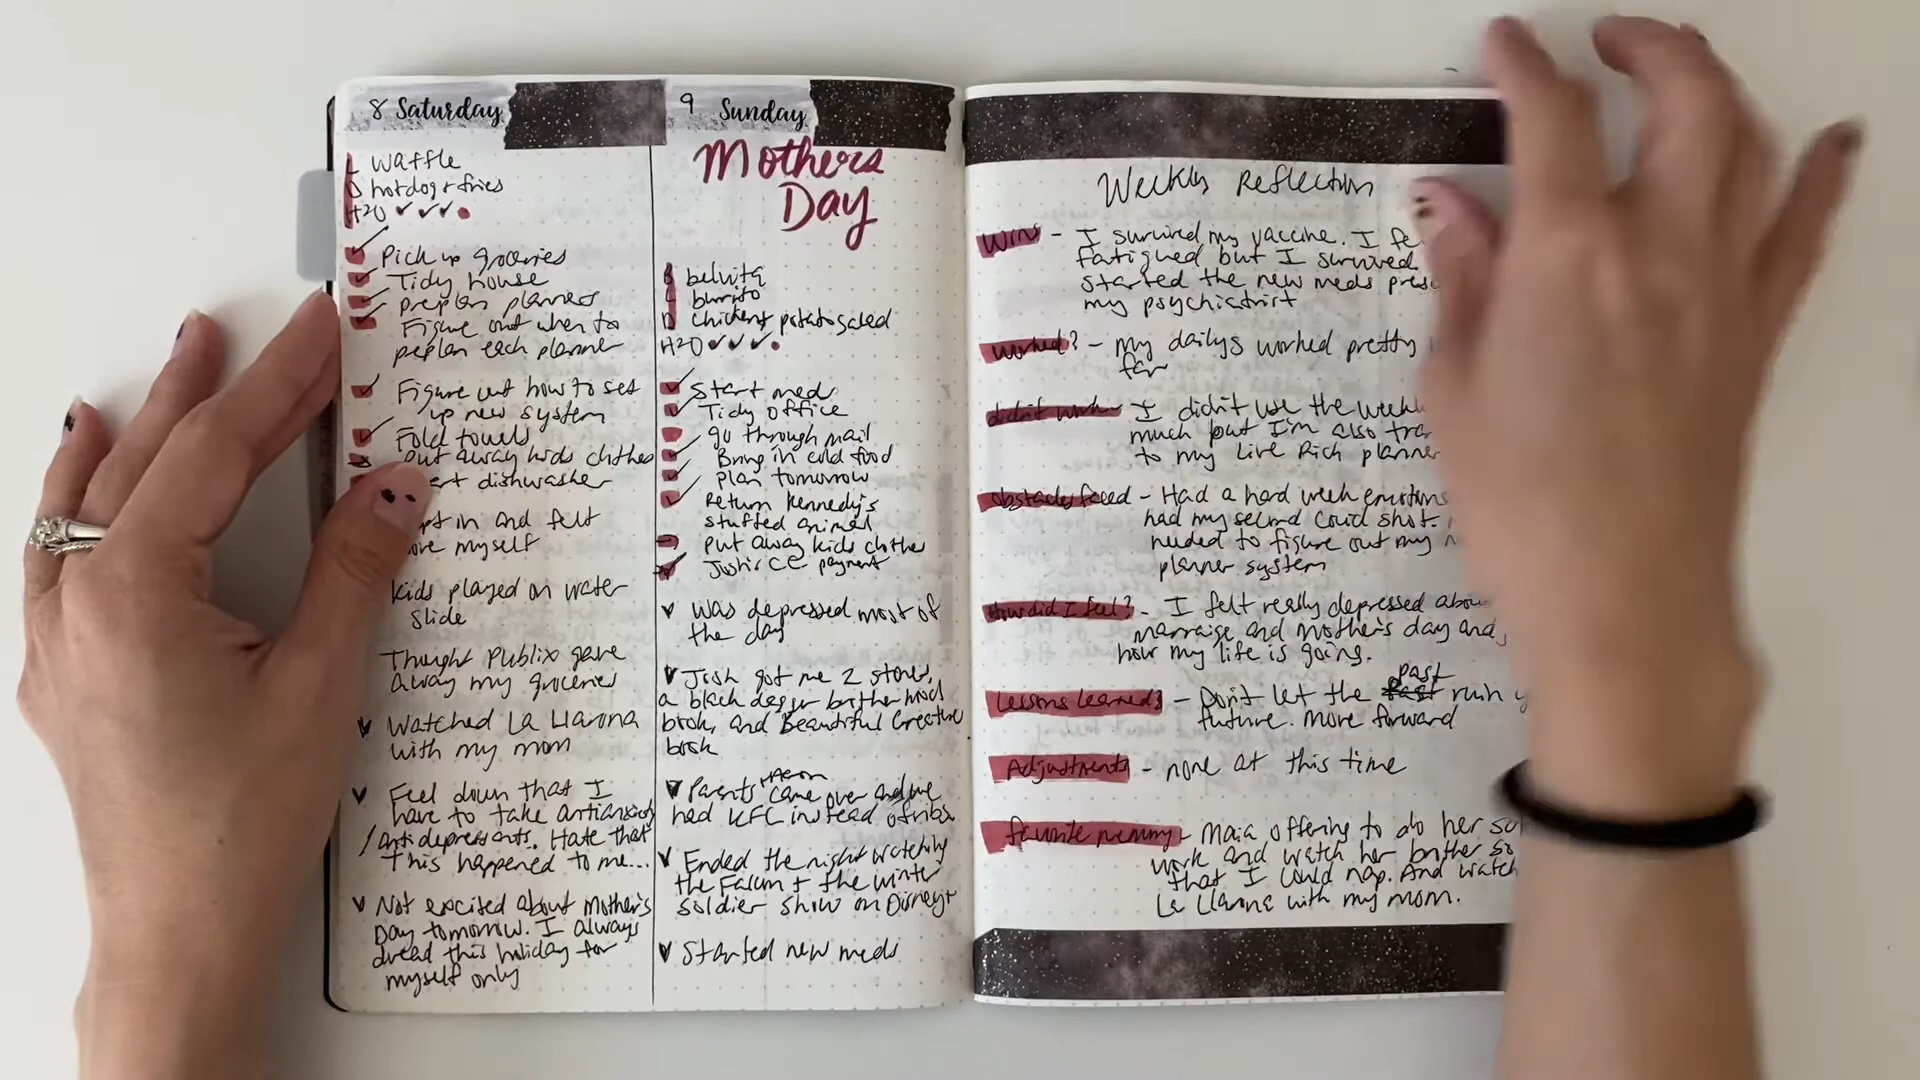 8 Saturday
L Waffle
D hotdog + fries
H2O
Pick up groceries
Tidy house
preplan planners
Figure out when to
preplan each planner
Figure out how to set
up new system
Fold towels
put away kids clothes
dishwasher
in and felt
myself
kids played on water
slide
Thought Publix gave
away my groceries
Watched La Llarona
with my mom
Feel down that I
have to take antianxiety
/antidepressants. Hate that
this happened to me...
Not excited about Mother's
Day tomorrow. I always
dread this holiday for
myself only
9 Sunday
Mothers
Day
B belvita
L burrito
D chicken + potato salad
H2O
Start meds
Tidy office
go through mail
Bring in cold food
plan tomorrow
Return Kennedy's
stuffed animal
put away kids clothes
CC payment
Was depressed most of
the day
Josh got me 2 stones,
a black dagger brotherhood
book, and Beautiful Creature
book
Parents came over and we
had KFC instead of ribs
Ended the night watching
the Falcon + the winter
soldier show on Disney+
Started new meds
Weekly Reflection
Wins - I survived my vaccine. I
fatigued but I survived
started the new meds
my psychiatrist
Worked? - my dailys worked pretty
far
didn't work - I didn't use the
much but I'm also
to my Live Rich planner
obstacles faced - Had a hard week
had my second Covid shot.
needed to figure out my
planner system
How did I feel? - I felt really depressed
marraige and mother's day and
how my life is going.
Lessons learned? - Don't let the past ruin
future. Move forward
Adjustments - none at this time
favorite memory - Maia offering to do her
work and watch her brother so
that I could nap. And
La Llarona with my mom.